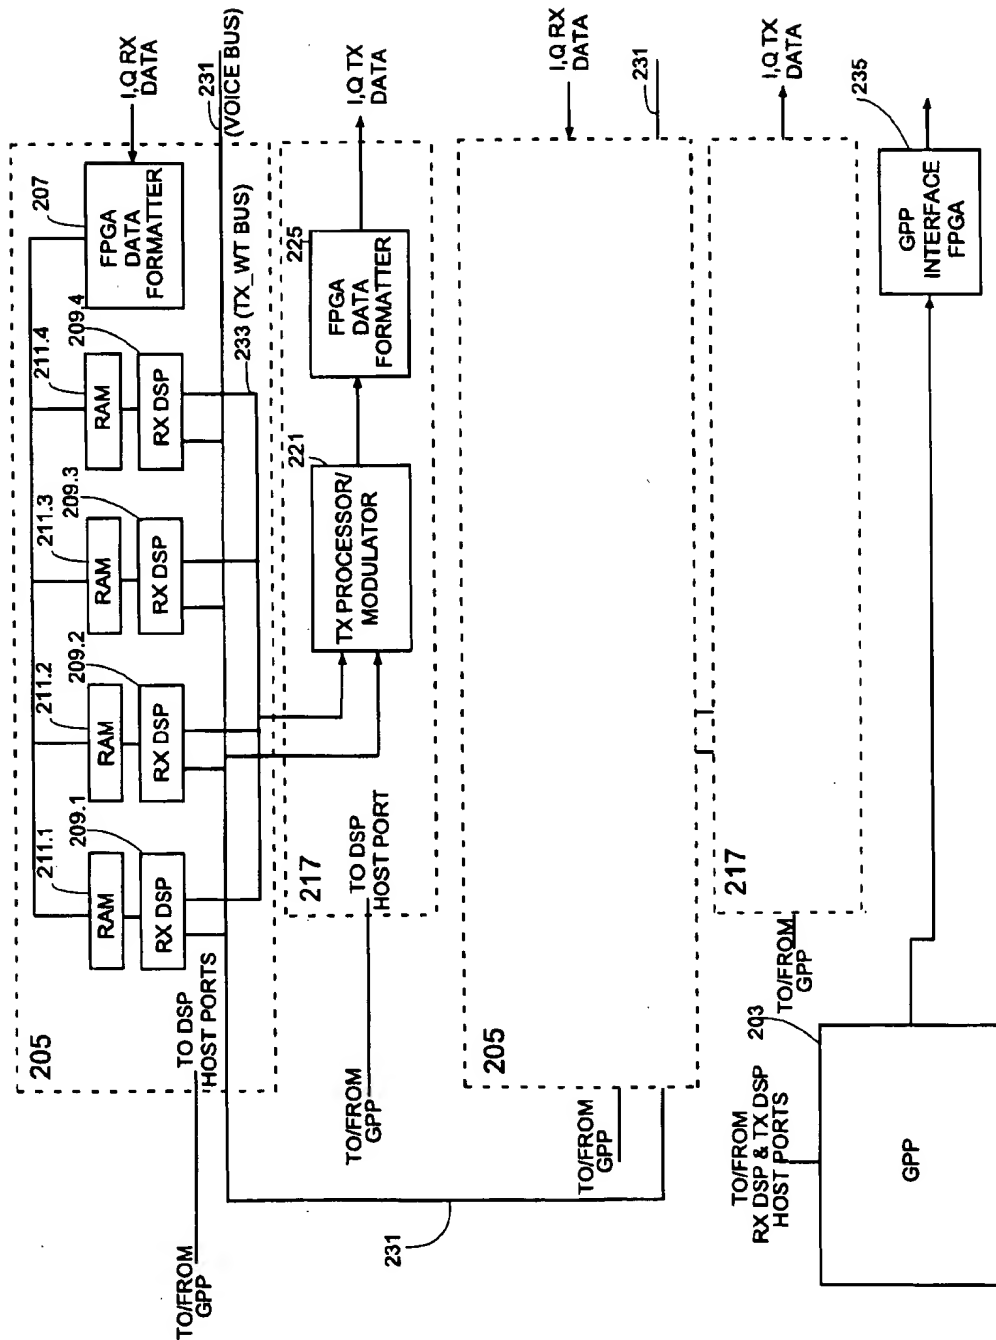 TO/FROM
GPP
205
TO DSP
HOST PORTS
211.1
209.1
RAM
RX DSP
211.2
209.2
RAM
RX DSP
211.3
209.3
RAM
RX DSP
211.4
209.4
RAM
RX DSP
207
FPGA
DATA
FORMATTER
I,Q RX
DATA
231
(VOICE BUS)
233 (TX_WT BUS)
TO/FROM
GPP
217
TO DSP
HOST PORT
221
TX PROCESSOR/
MODULATOR
225
FPGA
DATA
FORMATTER
I,Q TX
DATA
231
TO/FROM
GPP
205
I,Q RX
DATA
231
TO/FROM
GPP
217
I,Q TX
DATA
TO/FROM
RX DSP & TX DSP
HOST PORTS
203
GPP
GPP
INTERFACE
FPGA
235